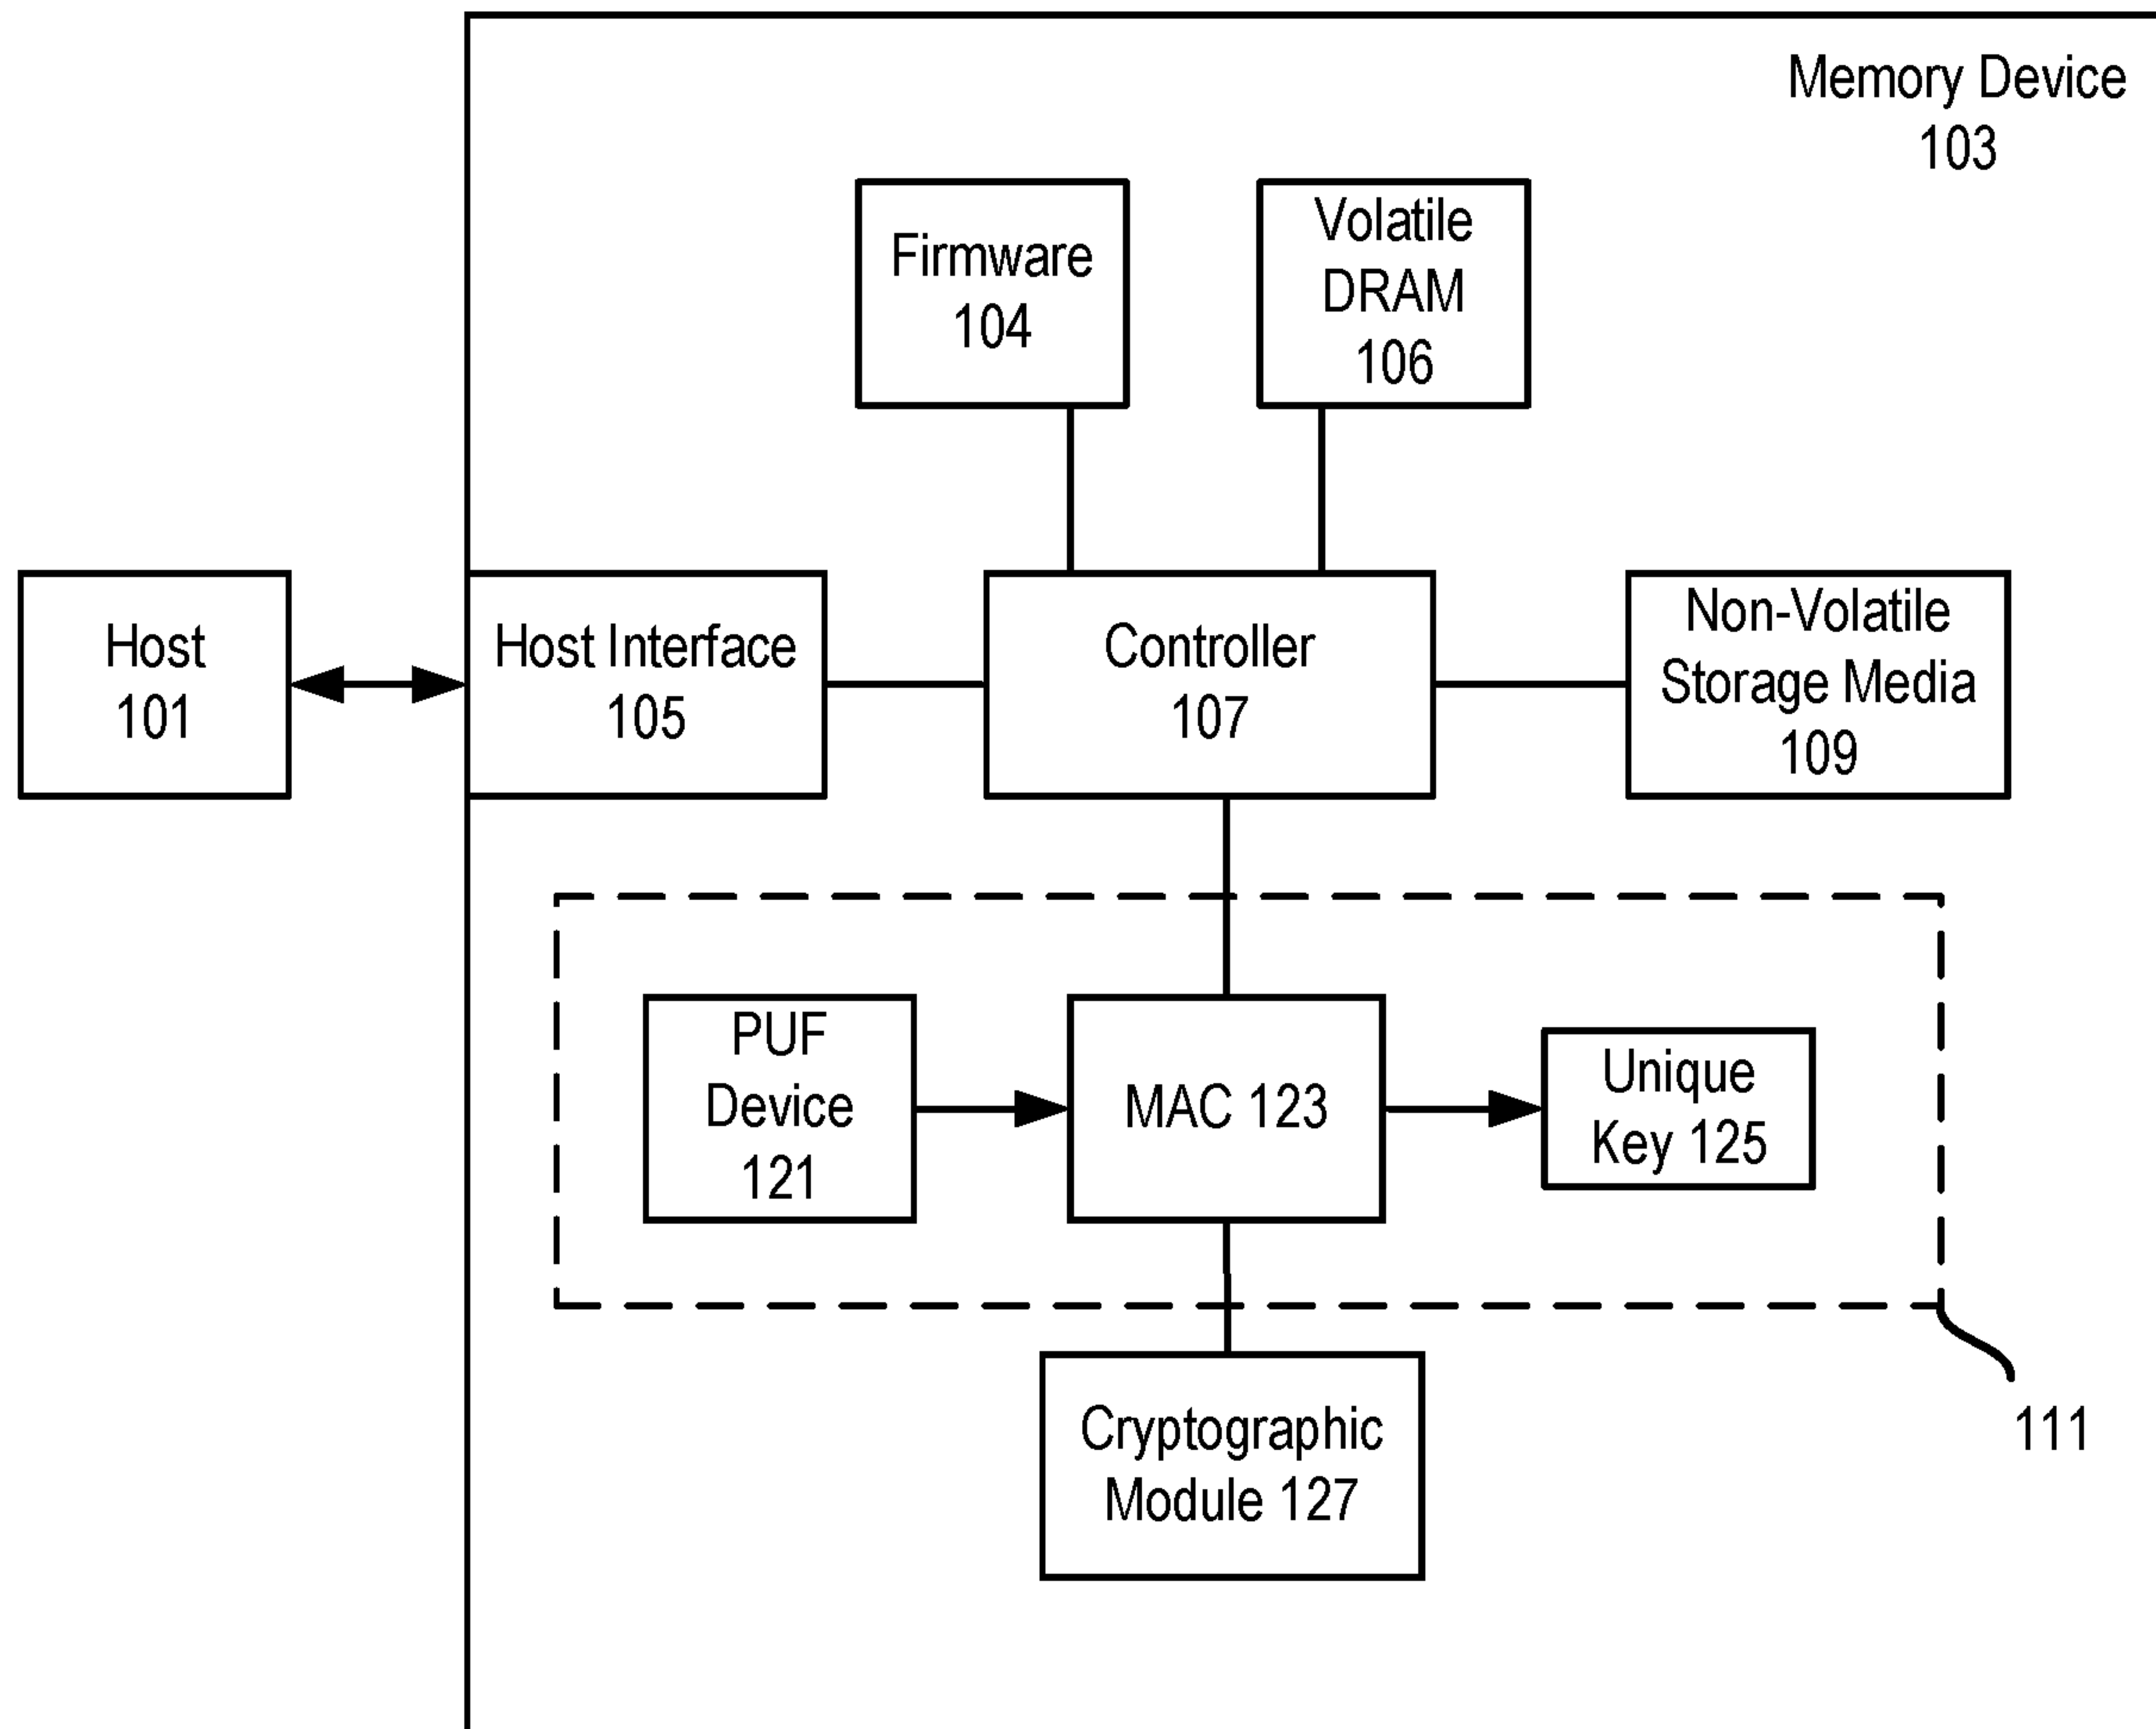 Memory Device
103
Firmware
104
Volatile
DRAM
106
Host
101
Host Interface
105
Controller
107
Non-Volatile
Storage Media
109
PUF
Device
121
MAC 123
Unique
Key 125
Cryptographic
Module 127
111